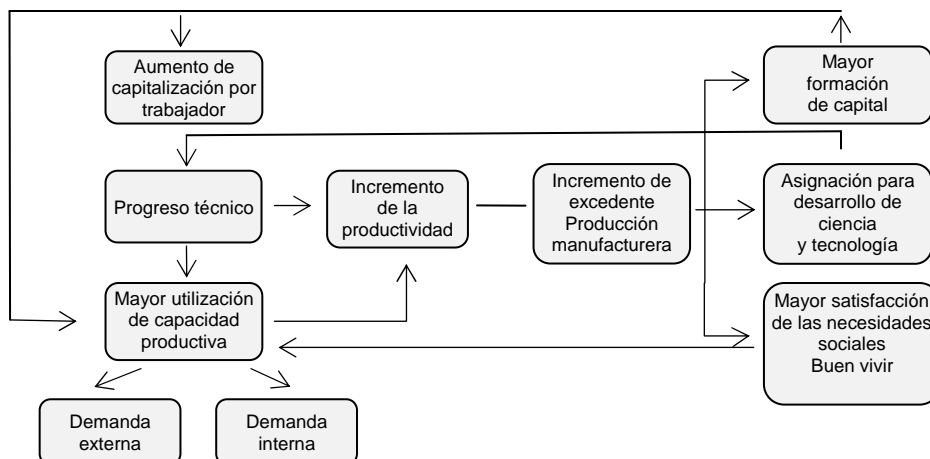 Aumento de
capitalización por
trabajador
Mayor
formación
de capital
Progreso técnico
Incremento
de la
productividad
Incremento de
excedente
Producción
manufacturera
Asignación para
desarrollo de
ciencia
y tecnología
Mayor utilización
de capacidad
productiva
Mayor satisfacción
de las necesidades
sociales
Buen vivir
Demanda
externa
Demanda
interna